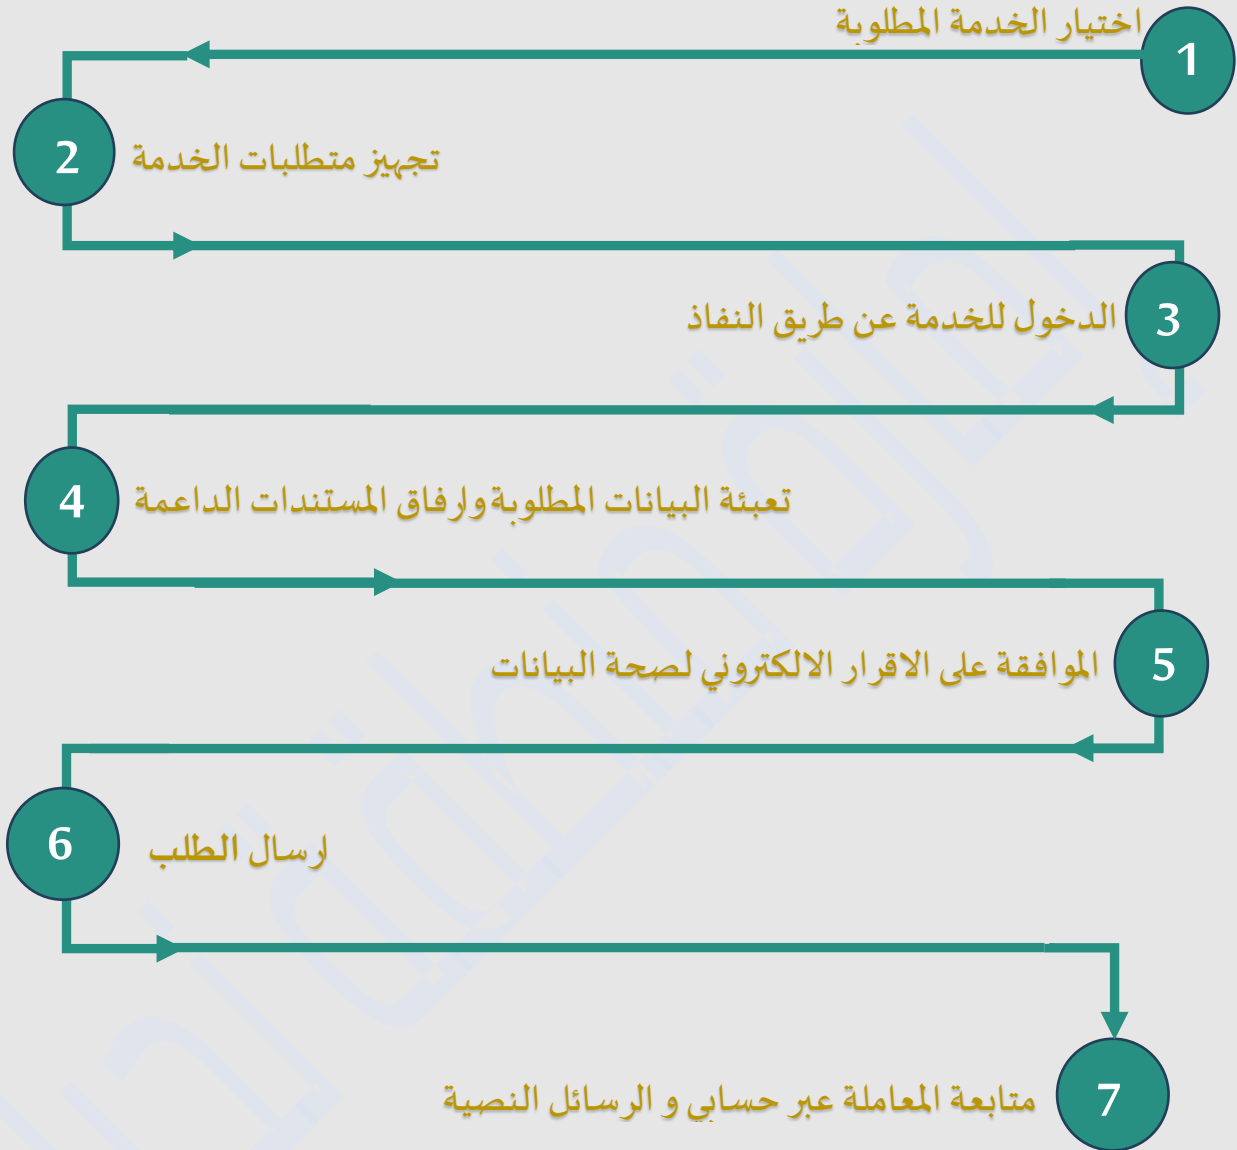 1 اختيار الخدمة المطلوبة
2 تجهيز متطلبات الخدمة
3 الدخول للخدمة عن طريق النفاذ
4 تعبئة البيانات المطلوبة وارفاق المستندات الداعمة
5 الموافقة على الاقرار الالكتروني لصحة البيانات
6 ارسال الطلب
7 متابعة المعاملة عبر حسابي و الرسائل النصية